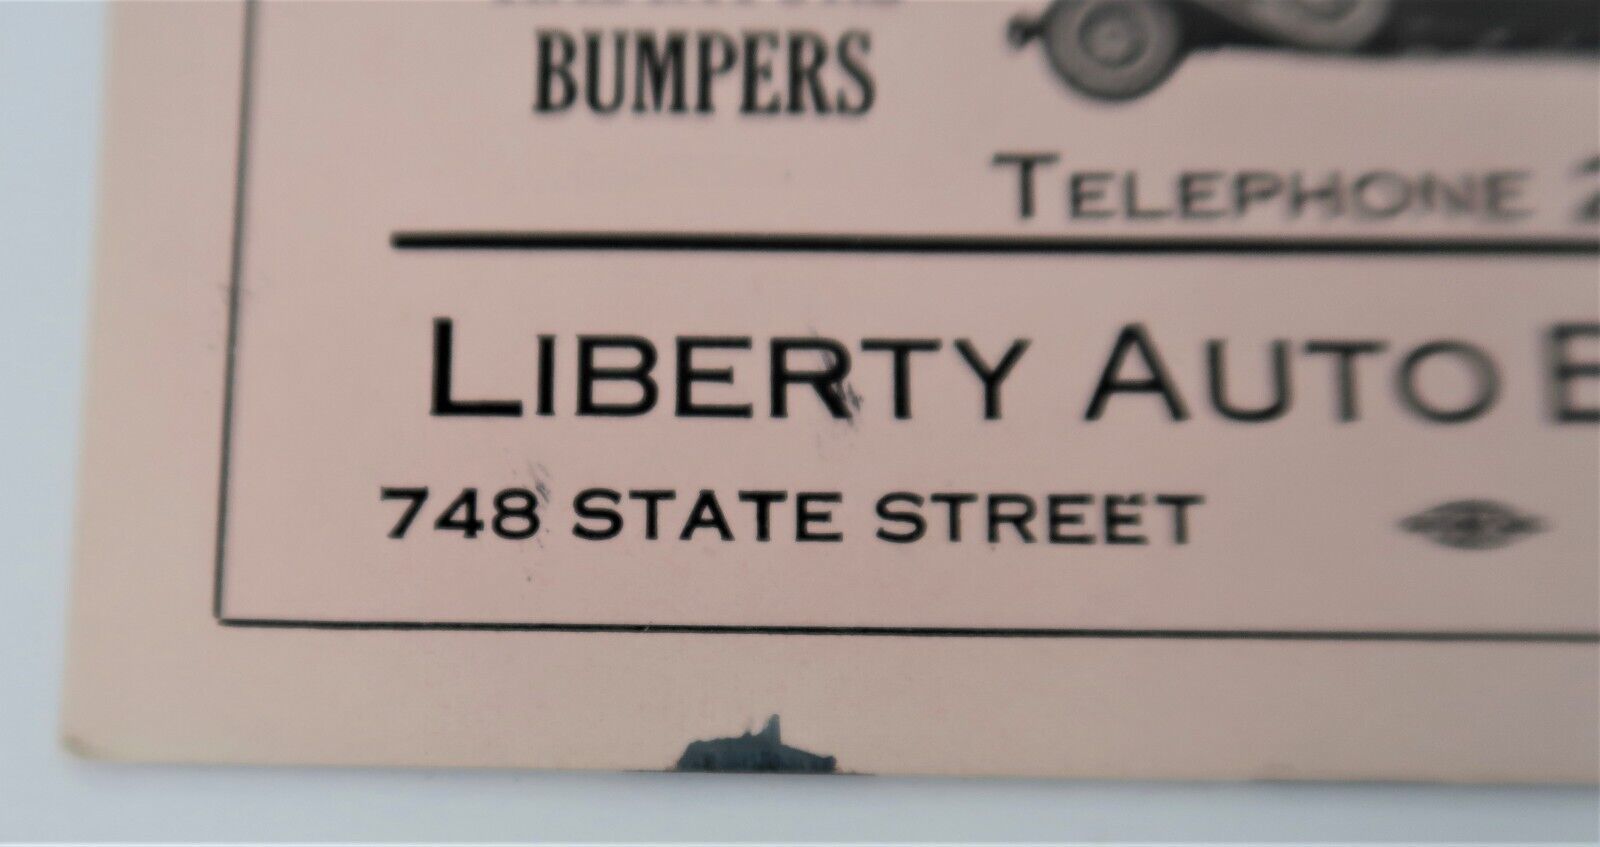 BUMPERS
TELEPHONE
LIBERTY AUTO
748 STATE STREET